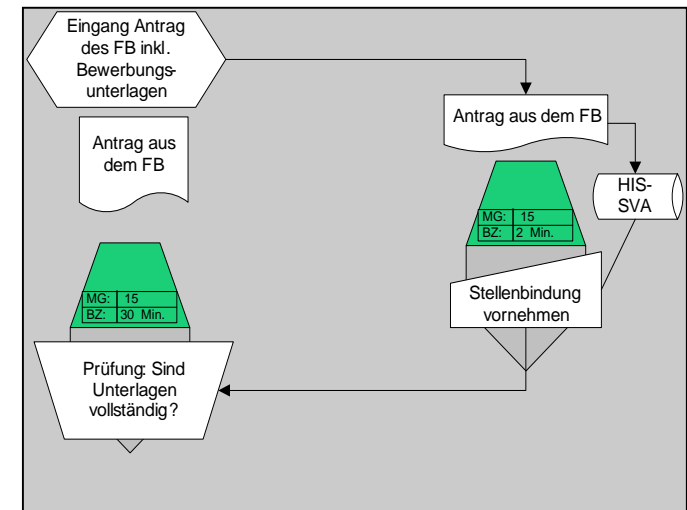 Eingang Antrag
des FB inkl.
Bewerbungs-
unterlagen
Antrag aus
dem FB
MG: 15
BZ: 30 Min.
Prüfung: Sind
Unterlagen
vollständig?
Antrag aus dem FB
HIS-
SVA
MG: 15
BZ: 2 Min.
Stellenbindung
vornehmen